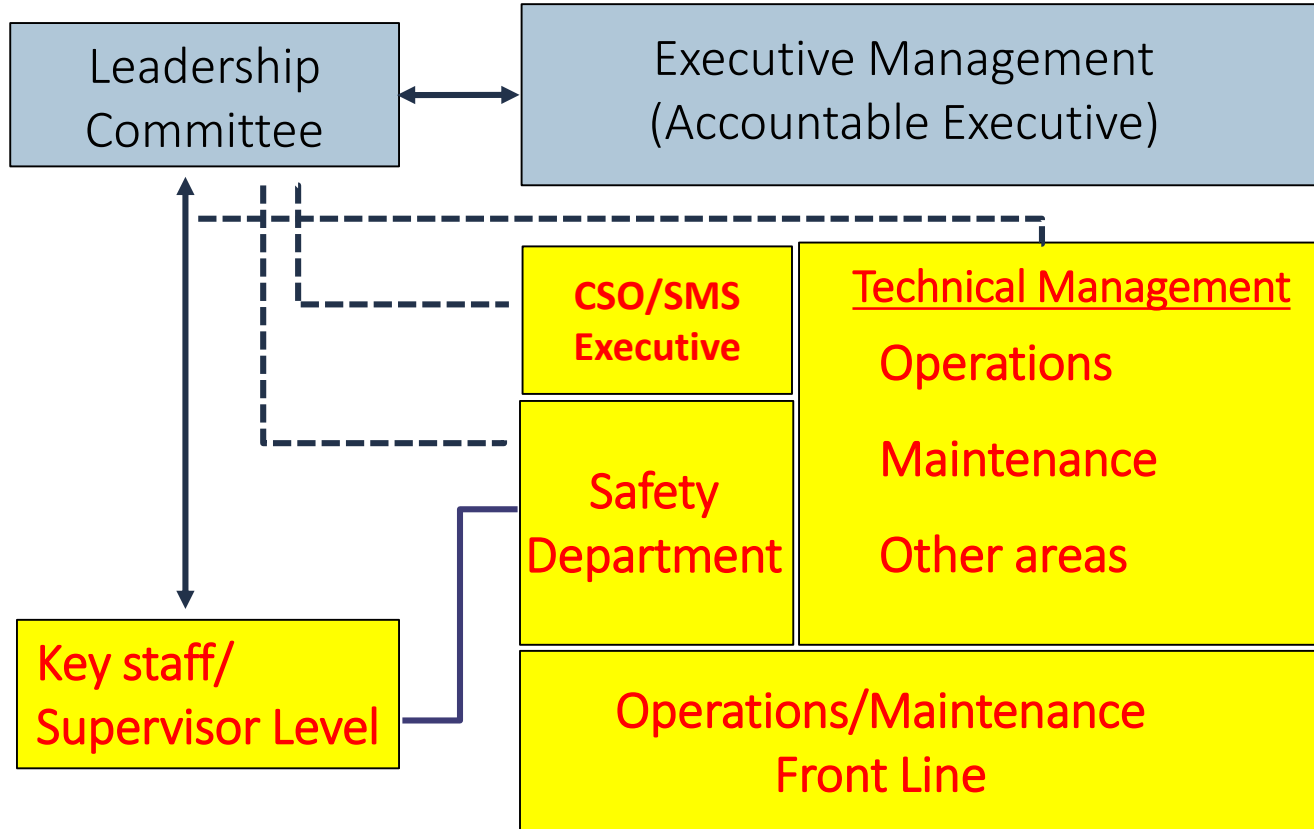 Leadership
Committee
Executive Management
(Accountable Executive)
CSO/SMS
Executive
Technical Management
Operations
Maintenance
Other areas
Safety
Department
Key staff/
Supervisor Level
Operations/Maintenance
Front Line